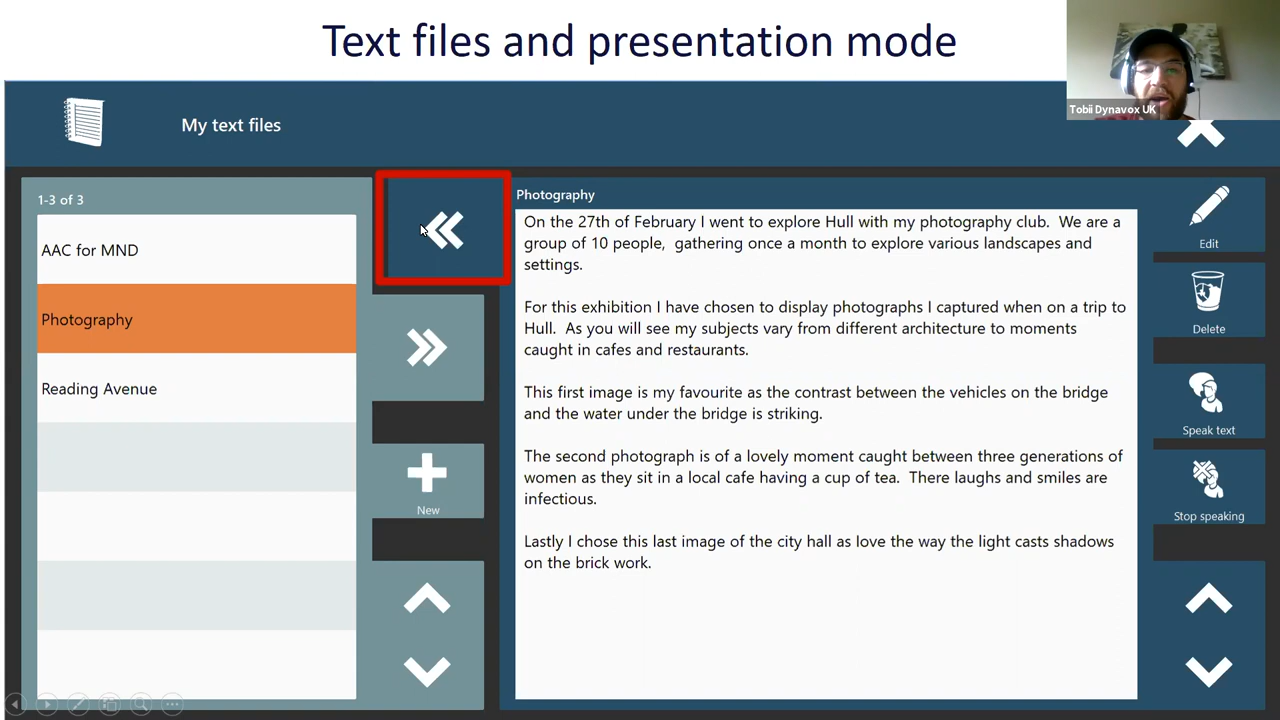 Text files and presentation mode
Tobii Dynavox UK
My text files
1-3 of 3
AAC for MND
Photography
Reading Avenue
New
Photography
On the 27th of February I went to explore Hull with my photography club.  We are a
group of 10 people,  gathering once a month to explore various landscapes and
settings.
For this exhibition I have chosen to display photographs I captured when on a trip to
Hull.  As you will see my subjects vary from different architecture to moments
caught in cafes and restaurants.
This first image is my favourite as the contrast between the vehicles on the bridge
and the water under the bridge is striking.
The second photograph is of a lovely moment caught between three generations of
women as they sit in a local cafe having a cup of tea.  There laughs and smiles are
infectious.
Lastly I chose this last image of the city hall as love the way the light casts shadows
on the brick work.
Edit
Delete
Speak text
Stop speaking